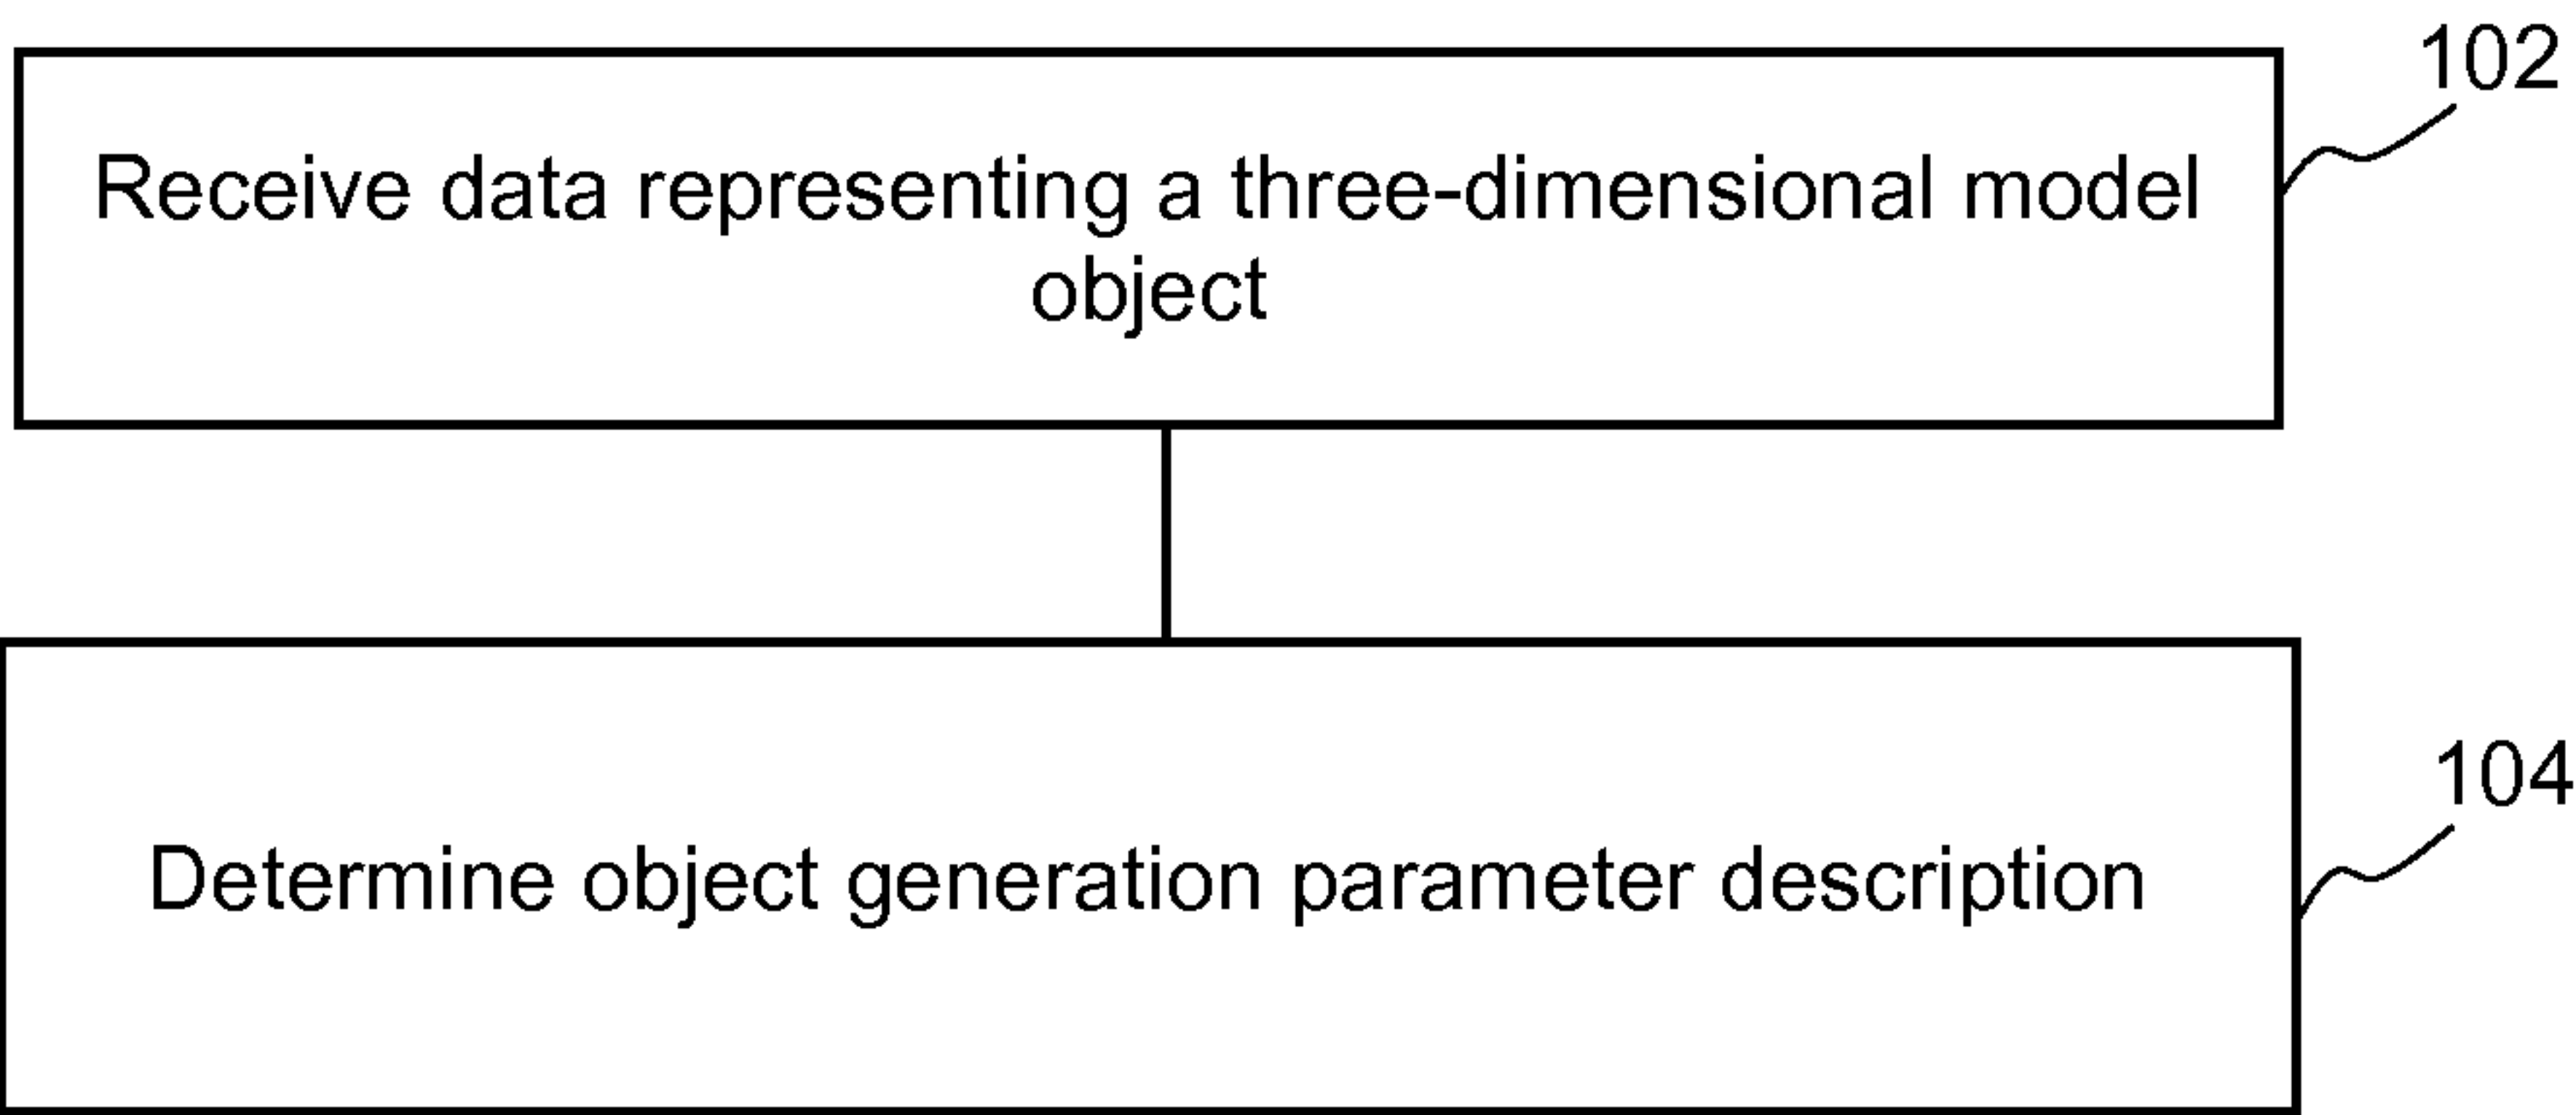 102
Receive data representing a three-dimensional model
object
104
Determine object generation parameter description